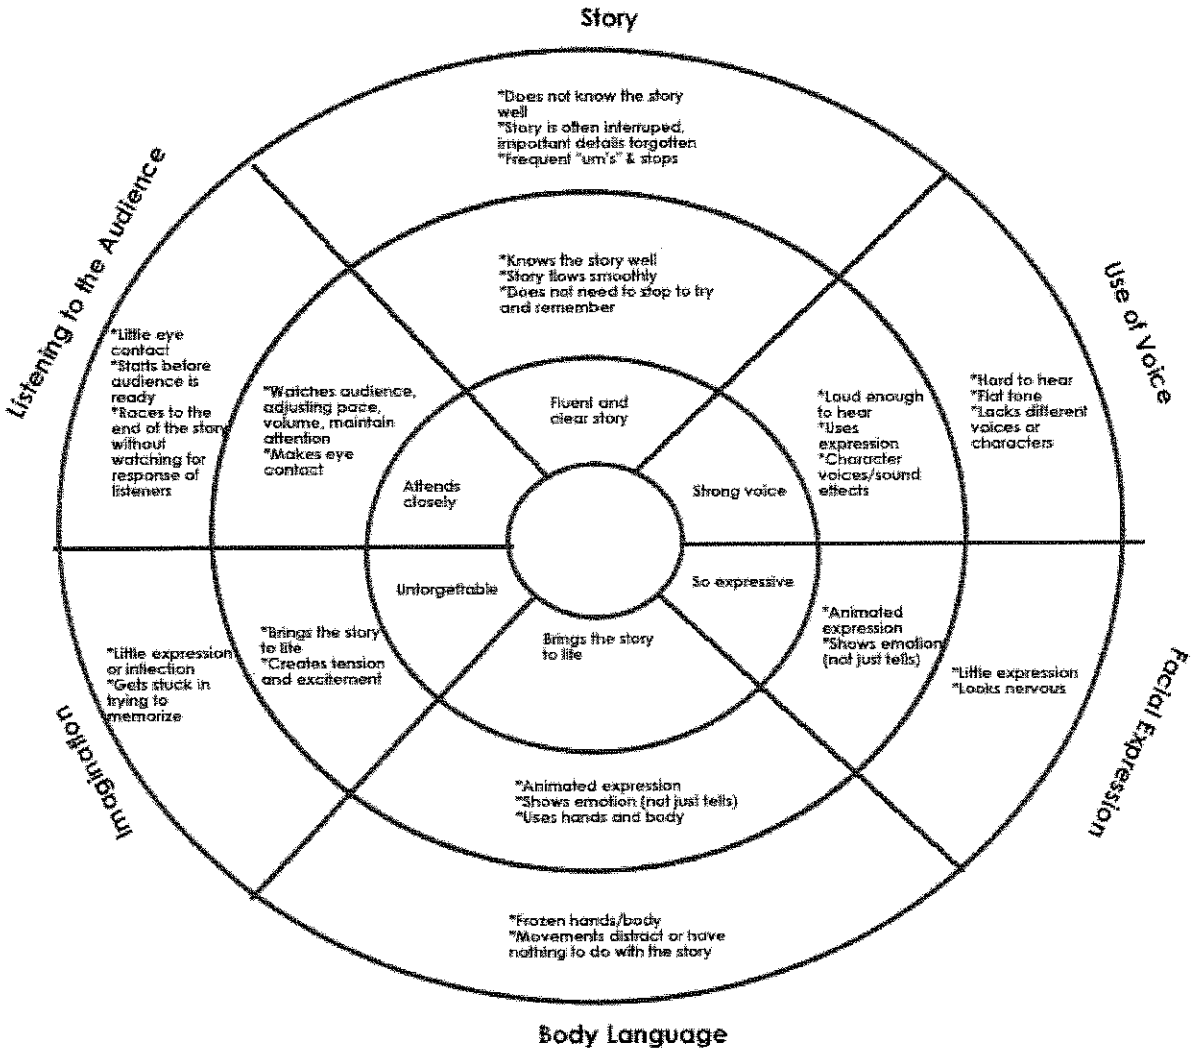 Story
*Does not know the story
well
*Story is often interruped,
important details forgotten
*Frequent "um's" & stops
*Knows the story well
*Story flows smoothly
*Does not need to stop to try
and remember
Fluent and
clear story
Listening to the Audience
*Little eye
contact
*Starts before
audience is
ready
*Races to the
end of the story
without
watching for
response of
listeners
*Watches audience,
adjusting pace,
volume, maintain
attention
*Makes eye
contact
Attends
closely
Strong voice
*Loud enough
to hear
*Uses
expression
*Character
voices/sound
effects
*Hard to hear
*Flat tone
*Lacks different
voices or
characters
Use of Voice
Imagination
*Little expression
or inflection
*Gets stuck in
trying to
memorize
*Brings the story
to life
*Creates tension
and excitement
Unforgettable
So expressive
*Animated
expression
*Shows emotion
(not just tells)
*Little expression
*Looks nervous
Facial Expression
Brings the story
to life
*Animated expression
*Shows emotion (not just tells)
*Uses hands and body
*Frozen hands/body
*Movements distract or have
nothing to do with the story
Body Language